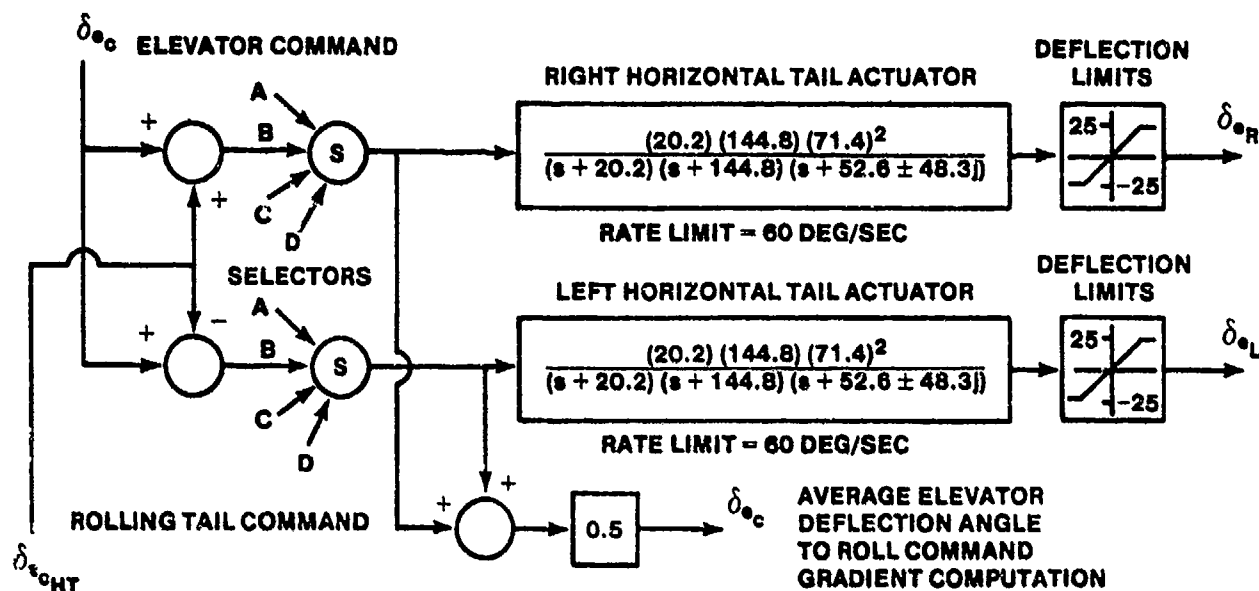 δec ELEVATOR COMMAND
+
+
A
B
S
C
D
RIGHT HORIZONTAL TAIL ACTUATOR
(20.2) (144.8) (71.4)²
(s + 20.2) (s + 144.8) (s + 52.6 ± 48.3j)
RATE LIMIT = 60 DEG/SEC
DEFLECTION
LIMITS
25
-25
δeR
SELECTORS
+
-
A
B
S
C
D
LEFT HORIZONTAL TAIL ACTUATOR
(20.2) (144.8) (71.4)²
(s + 20.2) (s + 144.8) (s + 52.6 ± 48.3j)
RATE LIMIT = 60 DEG/SEC
DEFLECTION
LIMITS
25
-25
δeL
ROLLING TAIL COMMAND
+
+
0.5
δec
AVERAGE ELEVATOR
DEFLECTION ANGLE
TO ROLL COMMAND
GRADIENT COMPUTATION